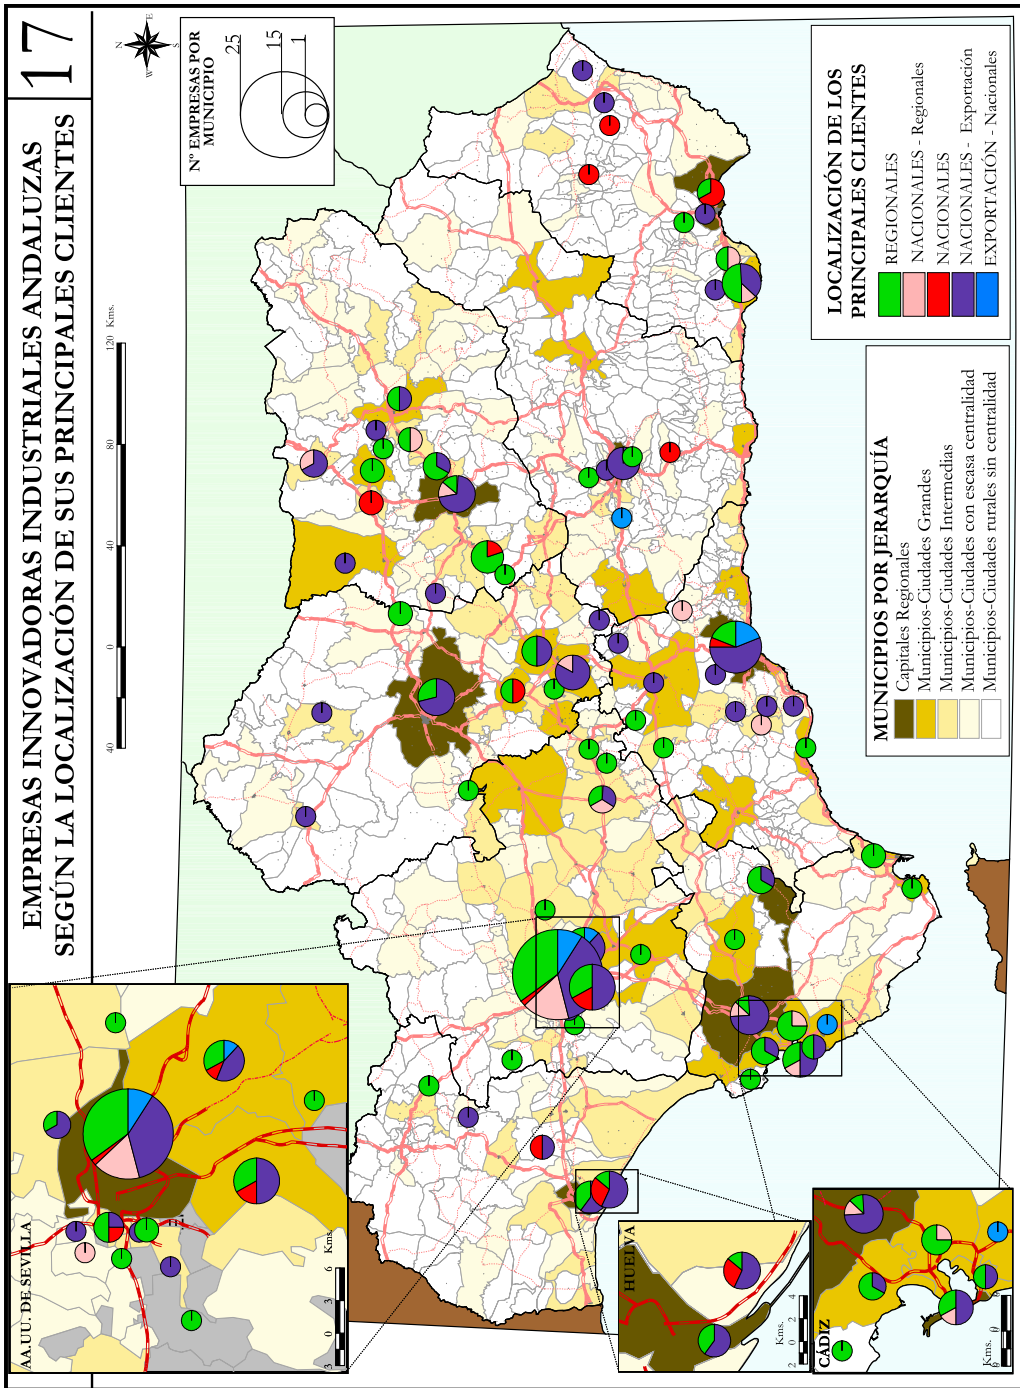 EMPRESAS INNOVADORAS INDUSTRIALES ANDALUZAS
SEGÚN LA LOCALIZACIÓN DE SUS PRINCIPALES CLIENTES
17
N
S
E
W
Nº EMPRESAS POR
MUNICIPIO
25
15
1
40 0 40 80 120 Kms.
LOCALIZACIÓN DE LOS
PRINCIPALES CLIENTES
REGIONALES
NACIONALES - Regionales
NACIONALES
NACIONALES - Exportación
EXPORTACIÓN - Nacionales
MUNICIPIOS POR JERARQUÍA
Capitales Regionales
Municipios-Ciudades Grandes
Municipios-Ciudades Intermedias
Municipios-Ciudades con escasa centralidad
Municipios-Ciudades rurales sin centralidad
AA.UU. DE SEVILLA
3 0 3 6 Kms.
HUELVA
Kms.
2 0 2 4
CÁDIZ
Kms.